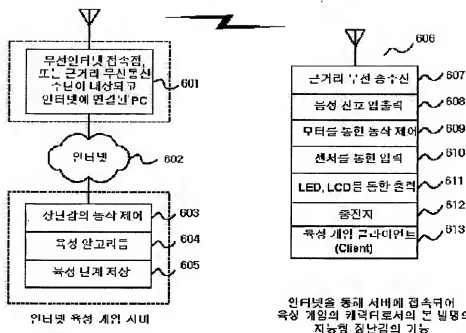 무선인터넷 접속점,
또는 근거리 무선통신
수단이 내장되고
인터넷에 연결된 PC
601
인터넷
602
장난감의 동작 제어
603
육성 알고리듬
604
육성 단계 저장
605
인터넷 육성 게임 서버
606
근거리 무선 송수신
607
음성 신호 입출력
608
모터를 통한 동작 제어
609
센서를 통한 입력
610
LED, LCD를 통한 출력
611
충전지
612
육성 게임 클라이언트
(Client)
613
인터넷을 통해 서버에 접속되어
육성 게임의 캐릭터로서의 본 발명의
지능형 장난감의 기능